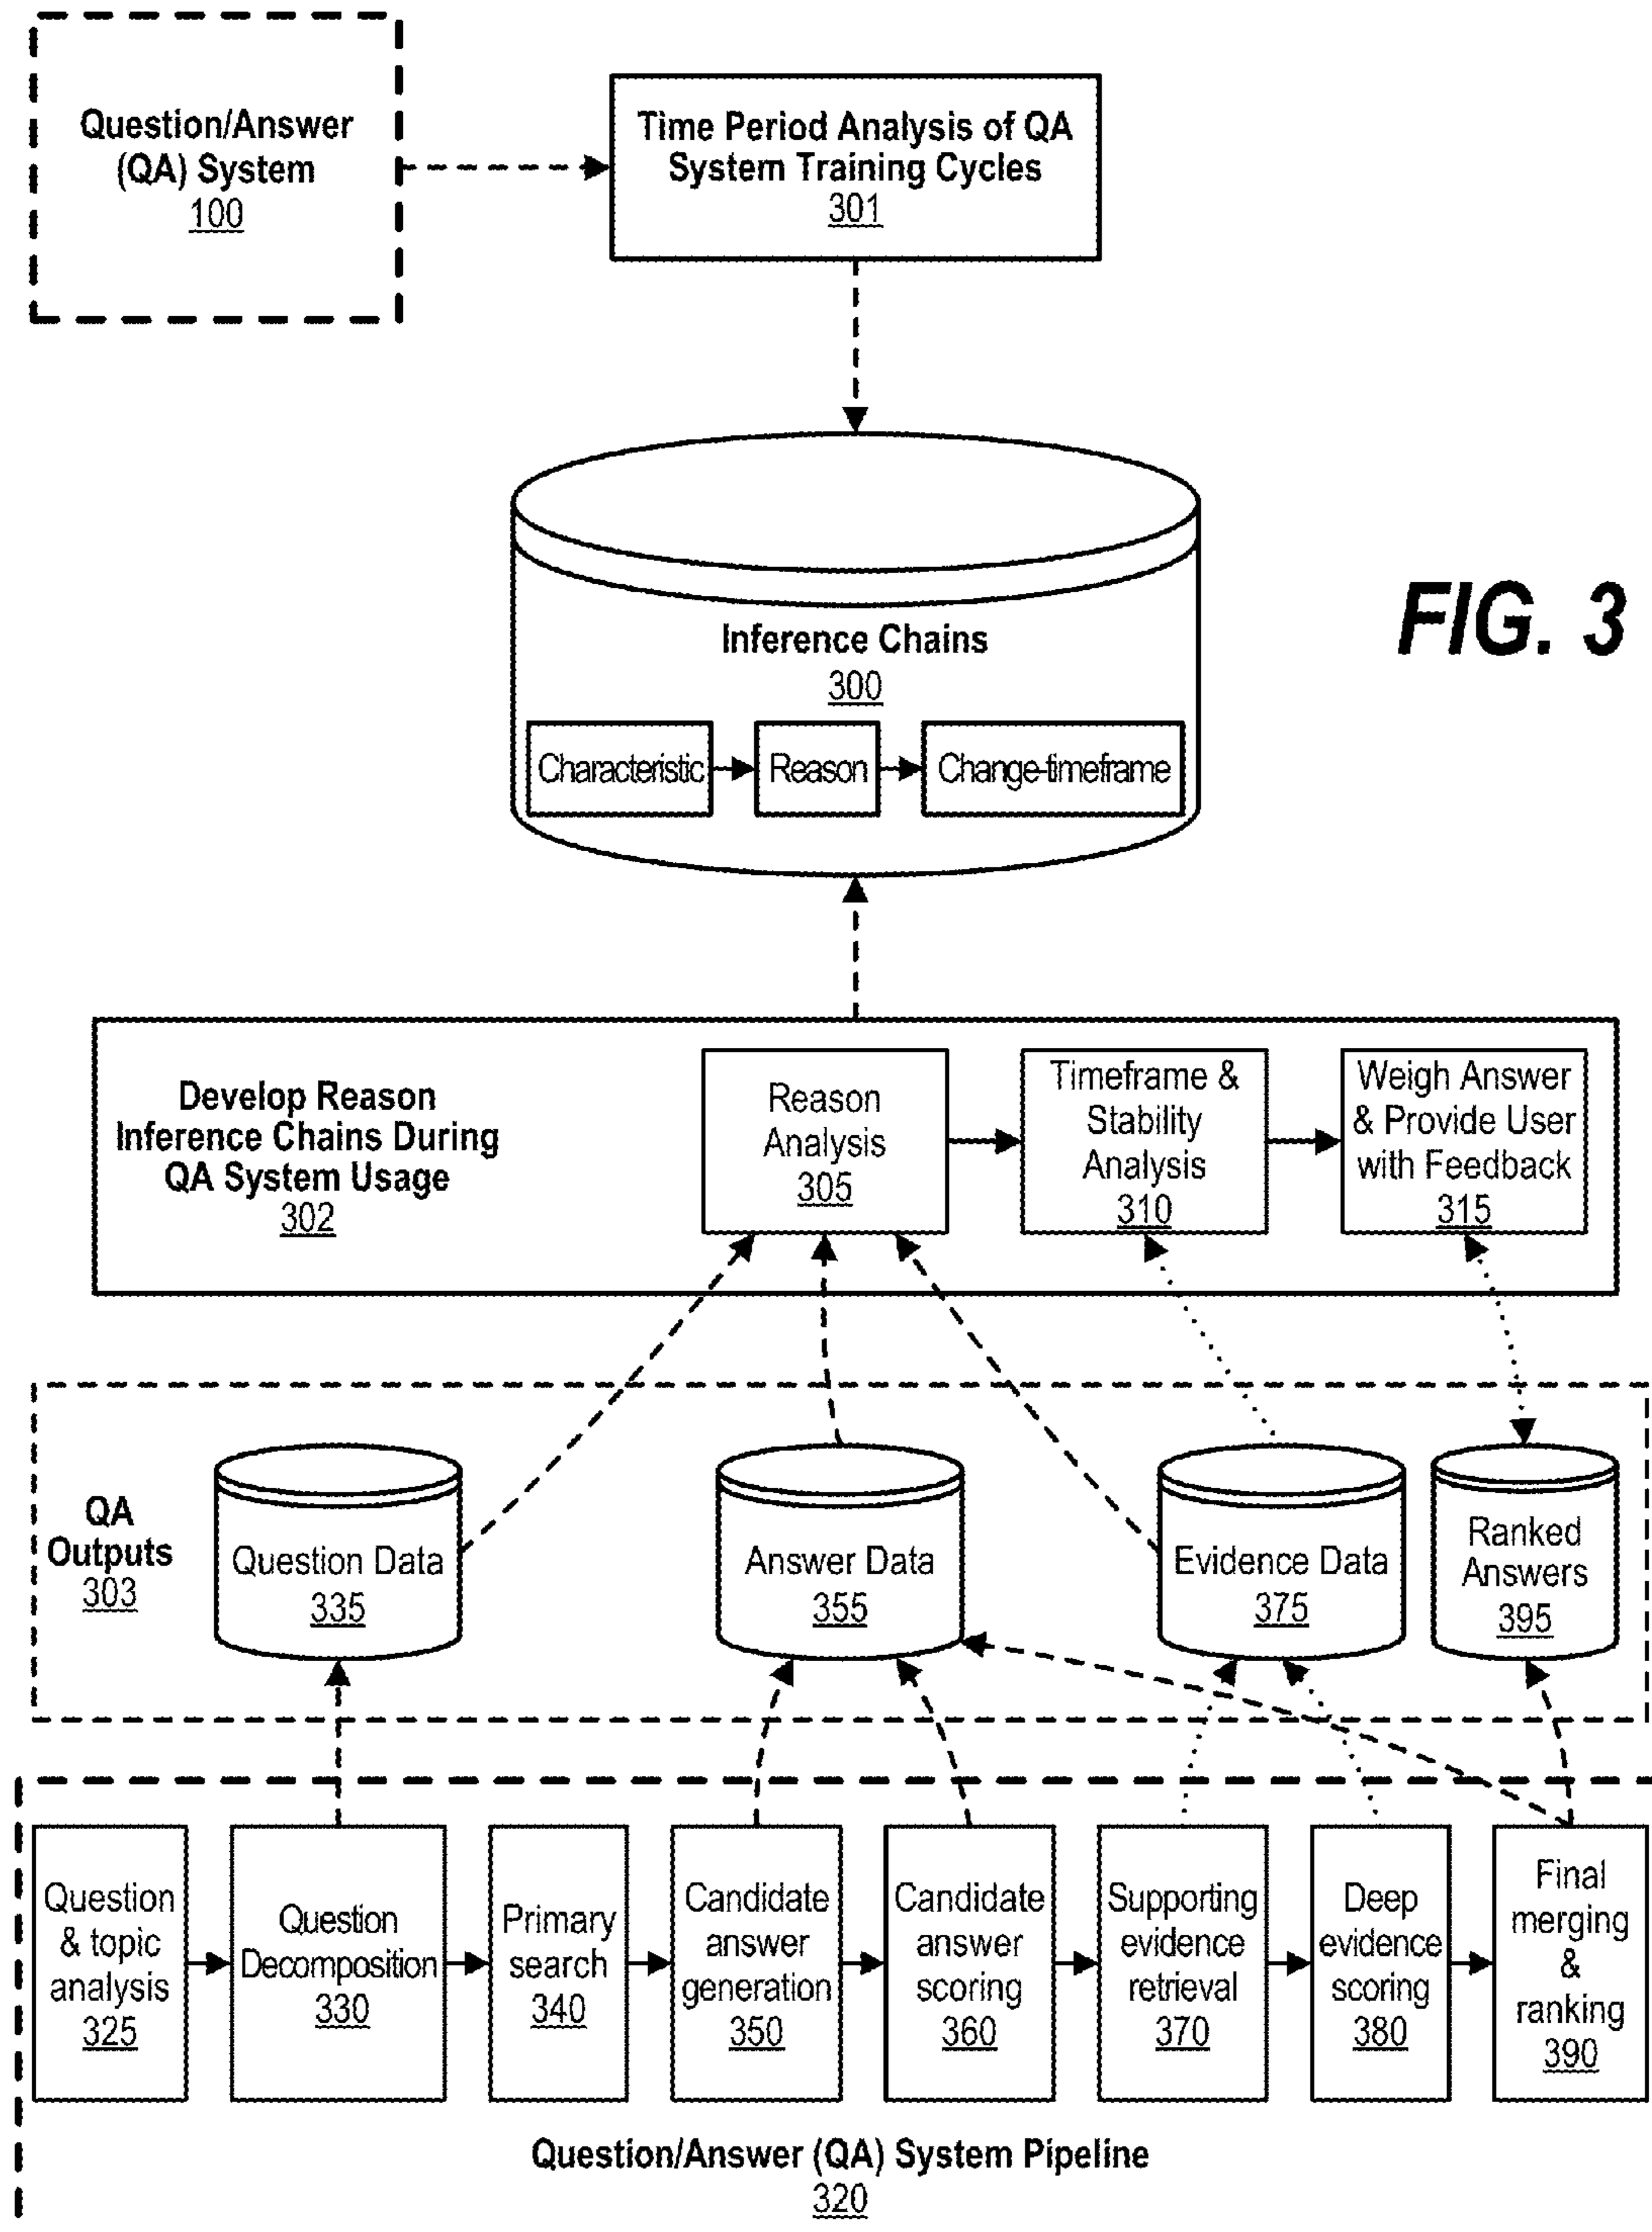 Question/Answer
(QA) System
100
Time Period Analysis of QA
System Training Cycles
301
FIG. 3
Inference Chains
300
Characteristic
Reason
Change-timeframe
Develop Reason
Inference Chains During
QA System Usage
302
Reason
Analysis
305
Timeframe &
Stability
Analysis
310
Weigh Answer
& Provide User
with Feedback
315
QA
Outputs
303
Question Data
335
Answer Data
355
Evidence Data
375
Ranked
Answers
395
Question
& topic
analysis
325
Question
Decomposition
330
Primary
search
340
Candidate
answer
generation
350
Candidate
answer
scoring
360
Supporting
evidence
retrieval
370
Deep
evidence
scoring
380
Final
merging
&
ranking
390
Question/Answer (QA) System Pipeline
320